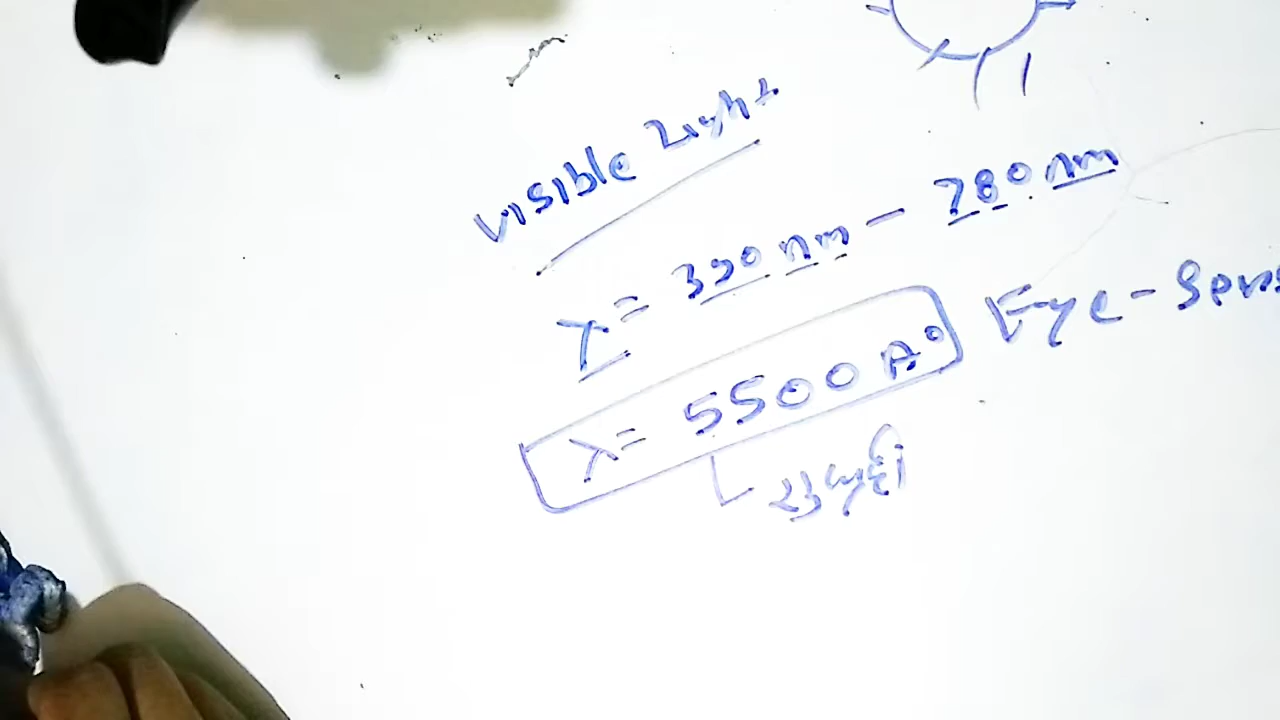 visible Light
λ = 390 nm - 780 nm
λ = 5500 A° Eye - Sens